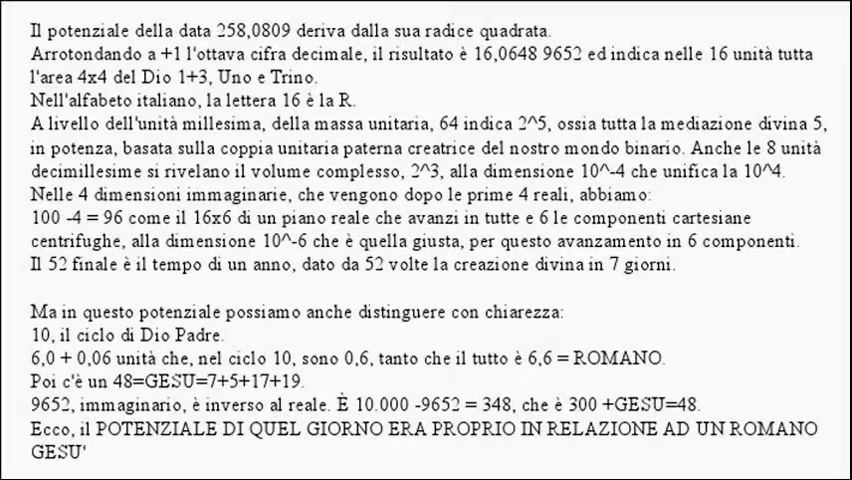 Il potenziale della data 258,0809 deriva dalla sua radice quadrata.
Arrotondando a +1 l'ottava cifra decimale, il risultato è 16,0648 9652 ed indica nelle 16 unità tutta
l'area 4x4 del Dio 1+3, Uno e Trino.
Nell'alfabeto italiano, la lettera 16 è la R.
A livello dell'unità millesima, della massa unitaria, 64 indica 2^5, ossia tutta la mediazione divina 5,
in potenza, basata sulla coppia unitaria paterna creatrice del nostro mondo binario. Anche le 8 unità
decimillesime si rivelano il volume complesso, 2^3, alla dimensione 10^-4 che unifica la 10^4.
Nelle 4 dimensioni immaginarie, che vengono dopo le prime 4 reali, abbiamo:
100 -4 = 96 come il 16x6 di un piano reale che avanzi in tutte e 6 le componenti cartesiane
centrifughe, alla dimensione 10^-6 che è quella giusta, per questo avanzamento in 6 componenti.
Il 52 finale è il tempo di un anno, dato da 52 volte la creazione divina in 7 giorni.
Ma in questo potenziale possiamo anche distinguere con chiarezza:
10, il ciclo di Dio Padre.
6,0 + 0,06 unità che, nel ciclo 10, sono 0,6, tanto che il tutto è 6,6 = ROMANO.
Poi c'è un 48=GESU=7+5+17+19.
9652, immaginario, è inverso al reale. È 10.000 -9652 = 348, che è 300 +GESU=48.
Ecco, il POTENZIALE DI QUEL GIORNO ERA PROPRIO IN RELAZIONE AD UN ROMANO
GESU'